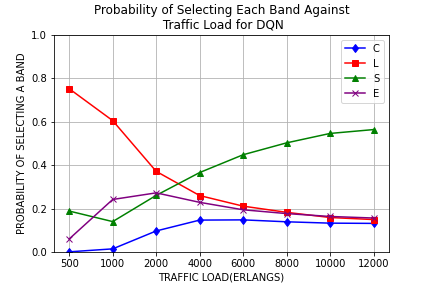 Probability of Selecting Each Band Against
Traffic Load for DQN
PROBABILITY OF SELECTING A BAND
1.0
0.8
0.6
0.4
0.2
0.0
C
L
S
E
500 1000 2000 4000 6000 8000 10000 12000
TRAFFIC LOAD(ERLANGS)